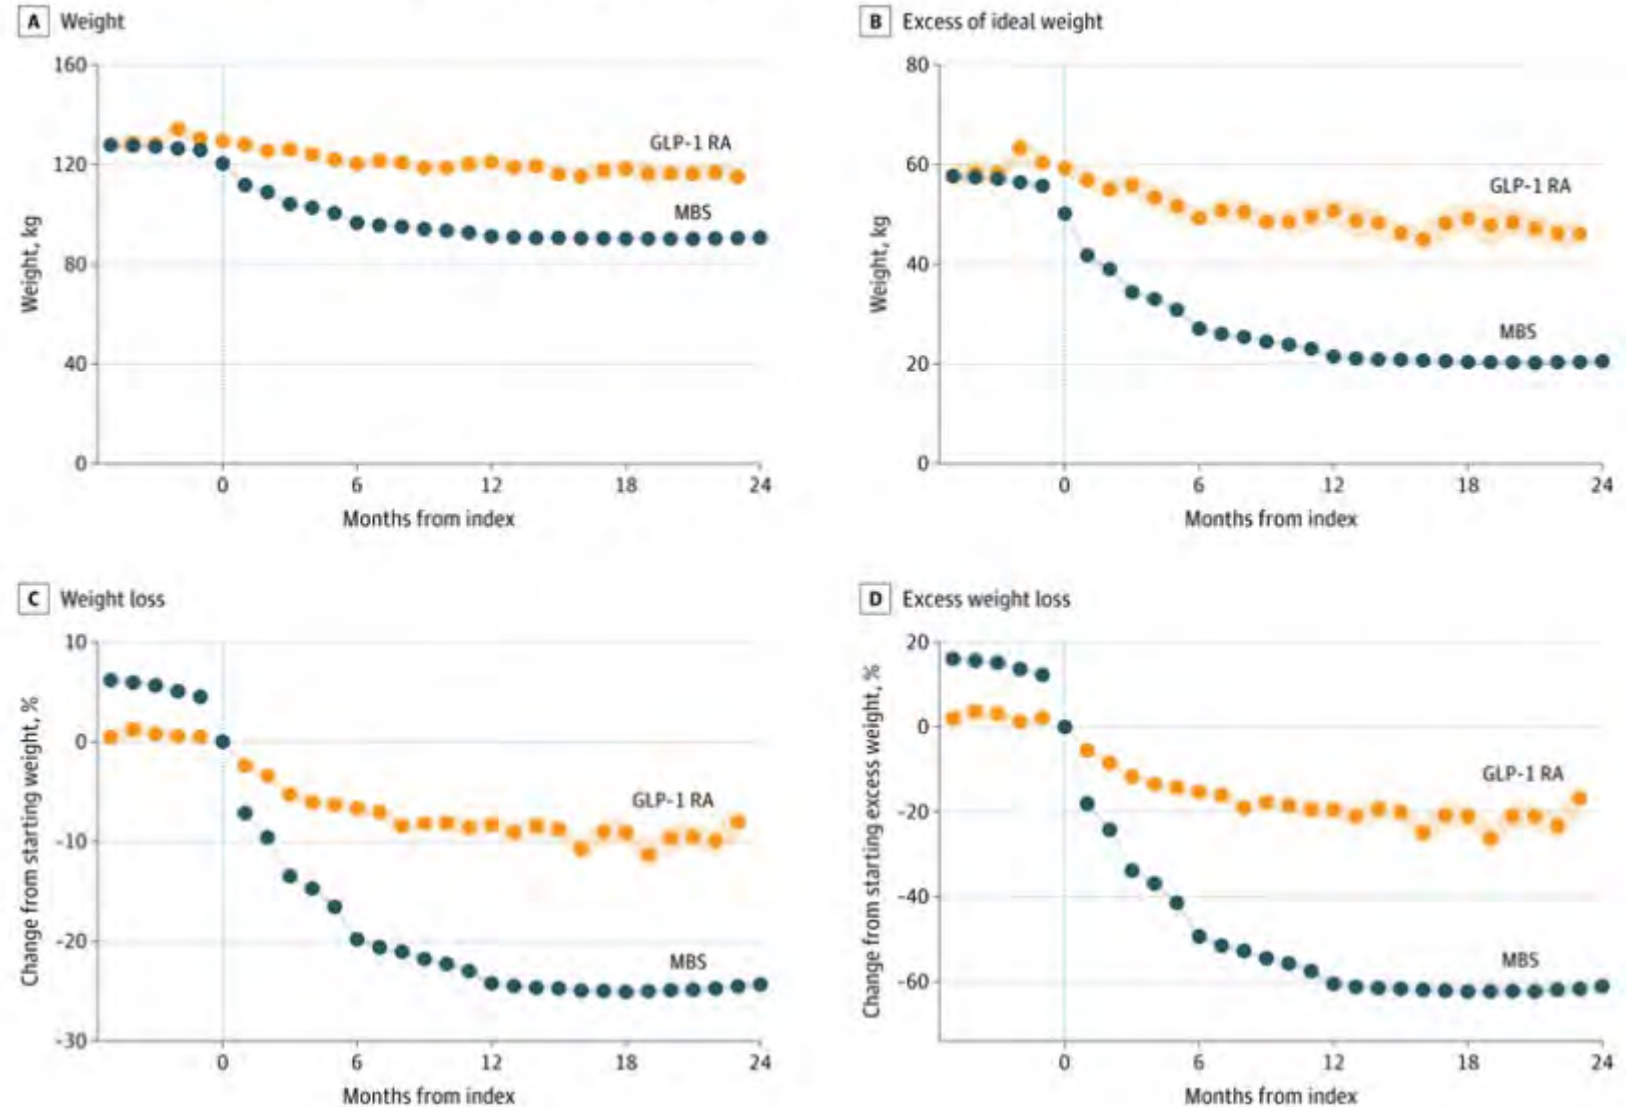 A Weight
160
120
80
40
0
Weight, kg
GLP-1 RA
MBS
0 6 12 18 24
Months from index
B Excess of ideal weight
80
60
40
20
0
Weight, kg
GLP-1 RA
MBS
0 6 12 18 24
Months from index
C Weight loss
10
0
-10
-20
-30
Change from starting weight, %
GLP-1 RA
MBS
0 6 12 18 24
Months from index
D Excess weight loss
20
0
-20
-40
-60
Change from starting excess weight, %
GLP-1 RA
MBS
0 6 12 18 24
Months from index